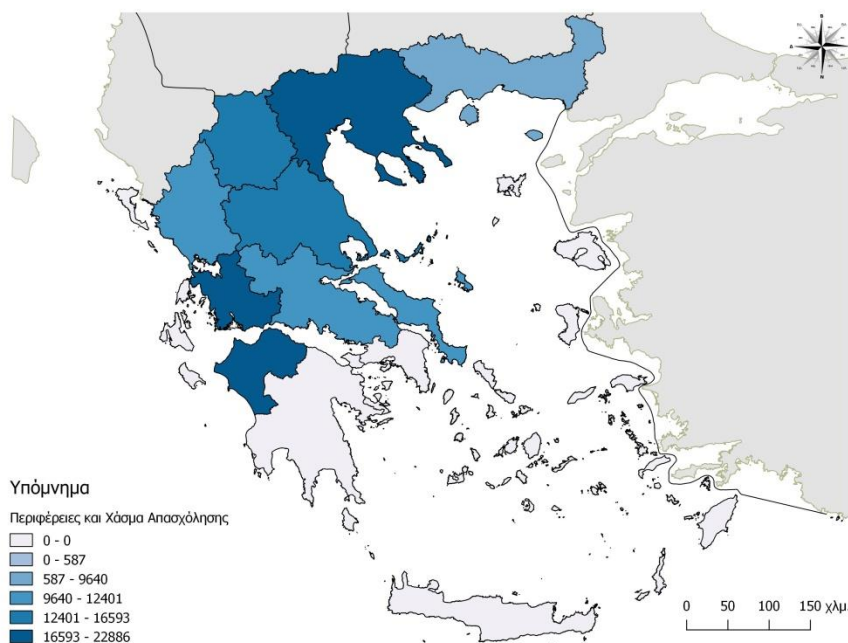 Β
Α
Ν
Υπόμνημα
Περιφέρειες και Χάσμα Απασχόλησης
0 - 0
0 - 587
587 - 9640
9640 - 12401
12401 - 16593
16593 - 22886
0 50 100 150 χλμ.